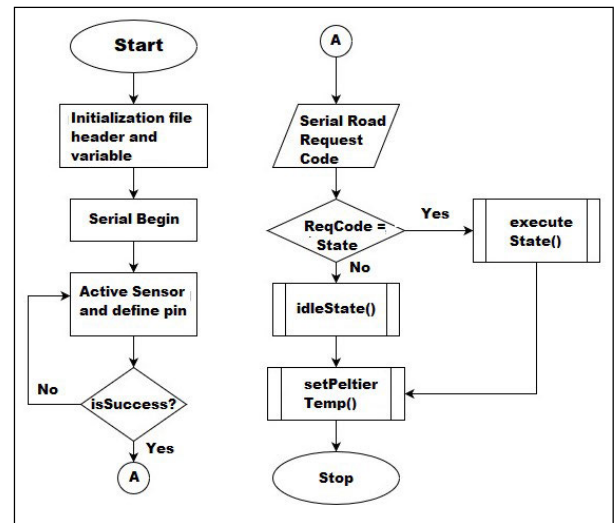 Start
Initialization file
header and
variable
Serial Begin
Active Sensor
and define pin
No
isSuccess?
Yes
A
A
Serial Road
Request
Code
ReqCode =
State
Yes
execute
State()
No
idleState()
setPeltier
Temp()
Stop